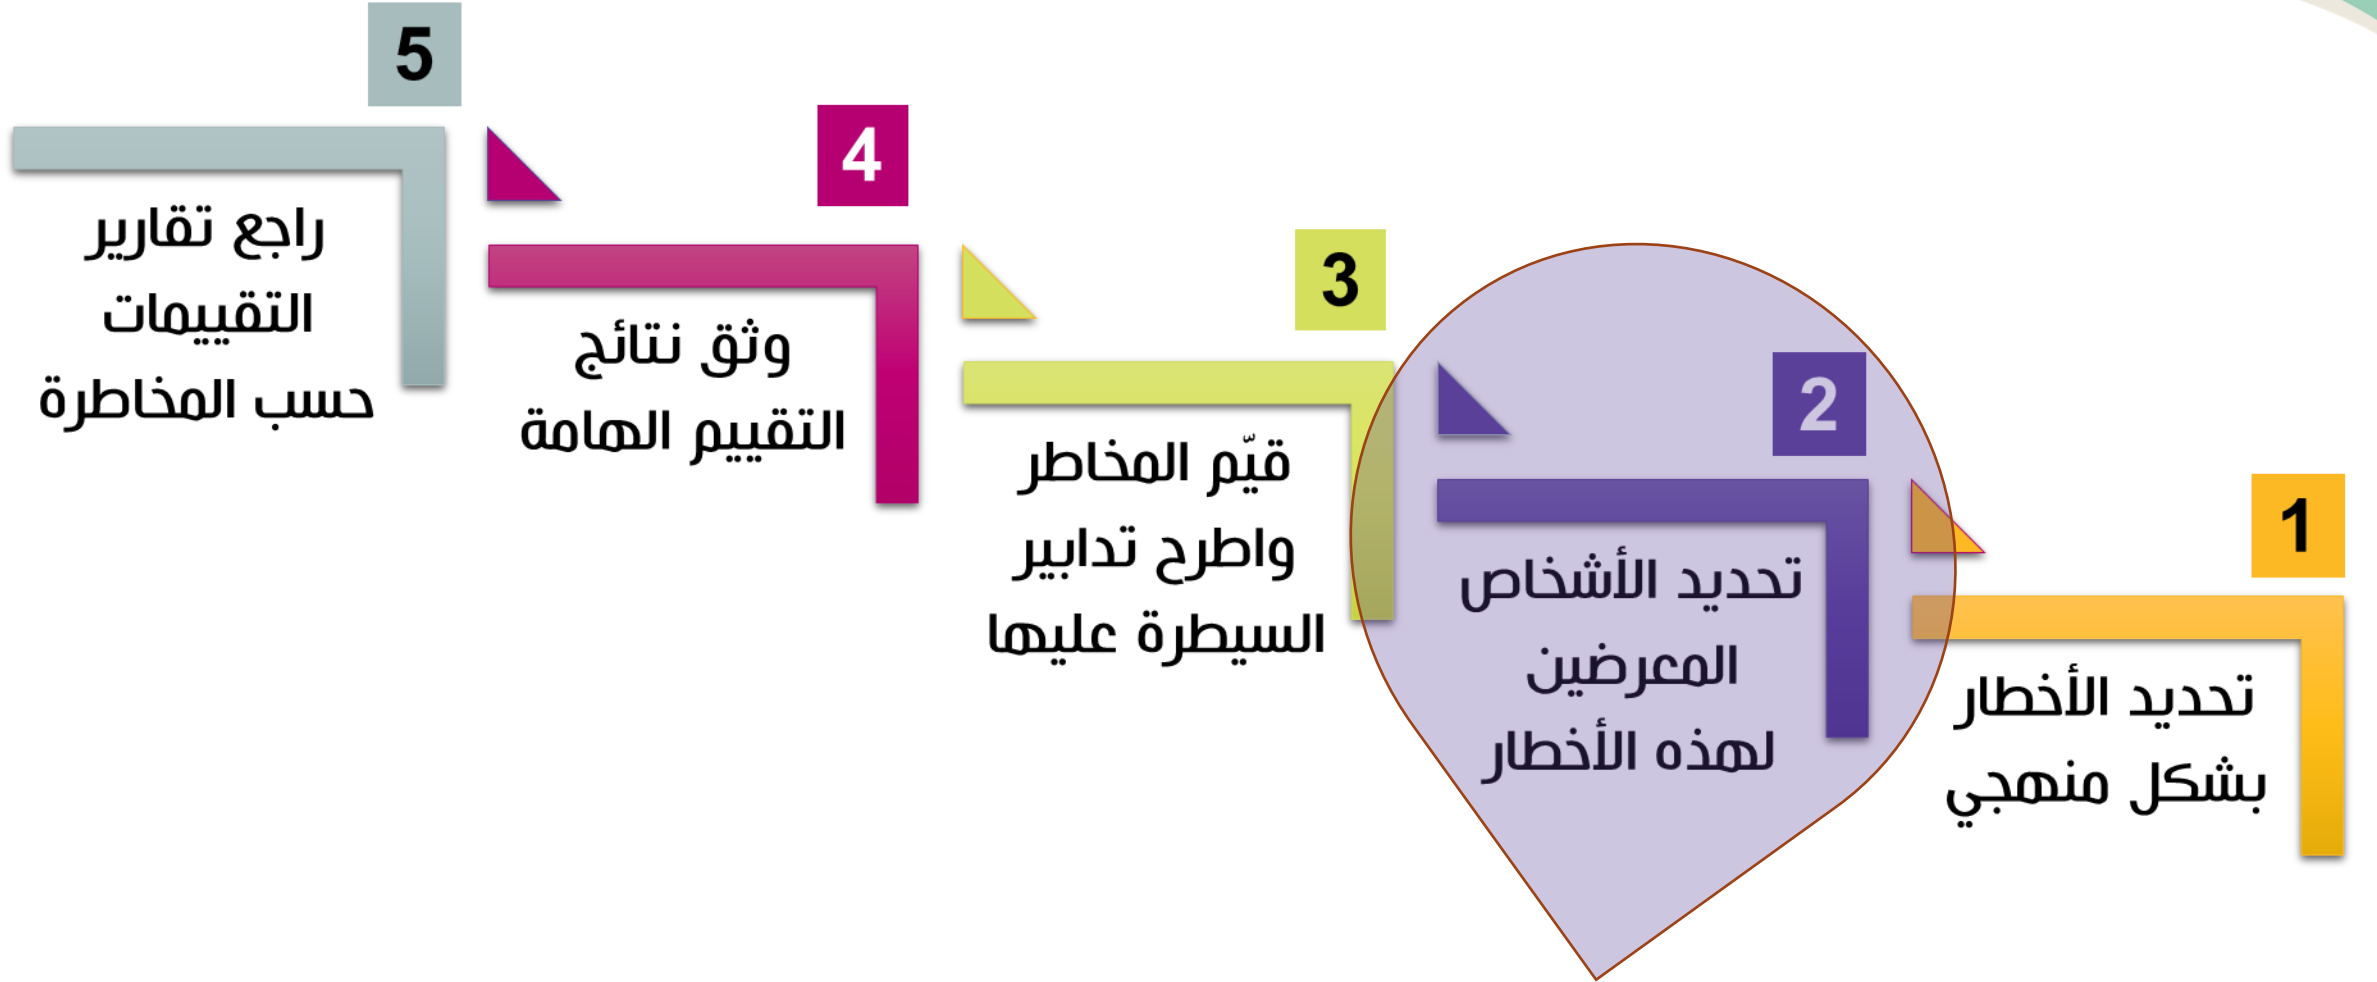 1
تحديد الأخطار
بشكل منهجي
2
تحديد الأشخاص
المعرضين
لهذه الأخطار
3
قيّم المخاطر
واطرح تدابير
السيطرة عليها
4
وثق نتائج
التقييم الهامة
5
راجع تقارير
التقييمات
حسب المخاطرة